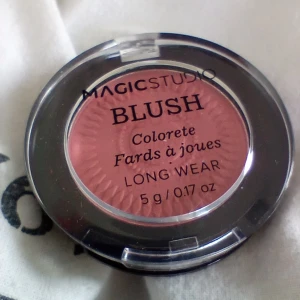 MAGICSTUDIO
BLUSH
Colorete
Fards à joues
LONG WEAR
5 g / 0.17 oz